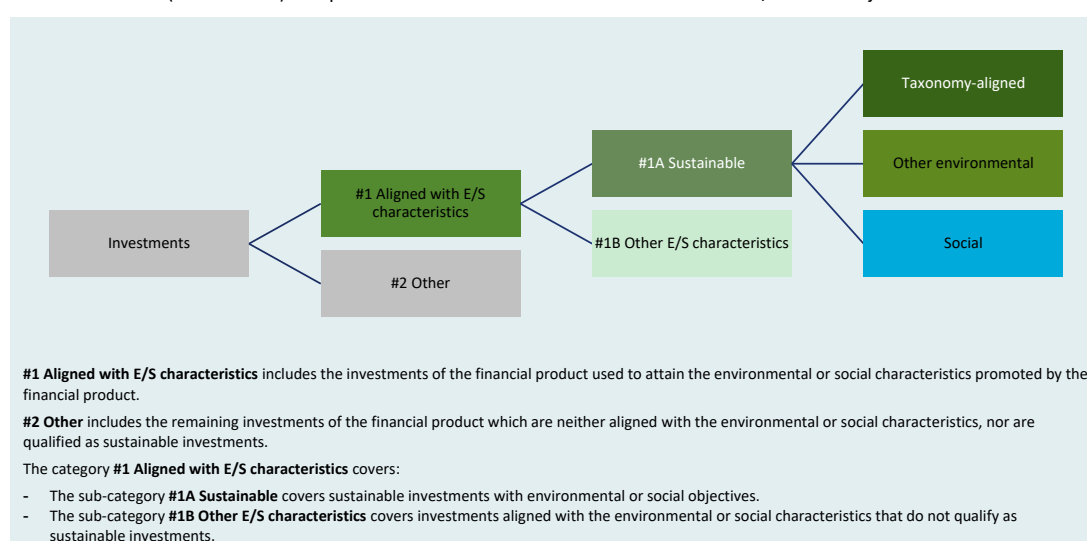 Taxonomy-aligned
#1A Sustainable
Other environmental
#1 Aligned with E/S
characteristics
Investments
#1B Other E/S characteristics
Social
#2 Other
#1 Aligned with E/S characteristics includes the investments of the financial product used to attain the environmental or social characteristics promoted by the
financial product.
#2 Other includes the remaining investments of the financial product which are neither aligned with the environmental or social characteristics, nor are
qualified as sustainable investments.
The category #1 Aligned with E/S characteristics covers:
- The sub-category #1A Sustainable covers sustainable investments with environmental or social objectives.
- The sub-category #1B Other E/S characteristics covers investments aligned with the environmental or social characteristics that do not qualify as
sustainable investments.